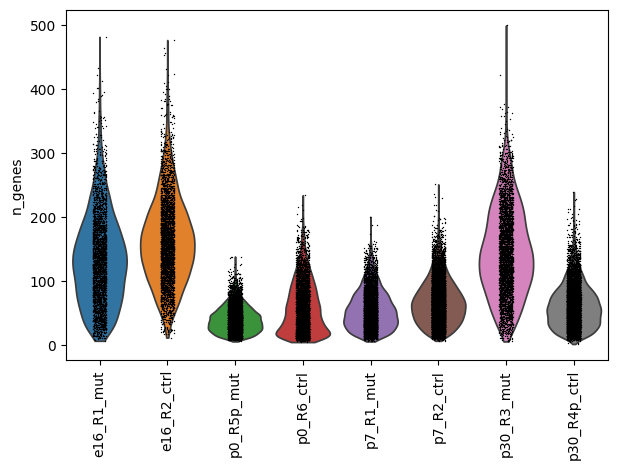 500
400
300
200
100
0
n_genes
e16_R1_mut
e16_R2_ctrl
p0_R5p_mut
p0_R6_ctrl
p7_R1_mut
p7_R2_ctrl
p30_R3_mut
p30_R4p_ctrl